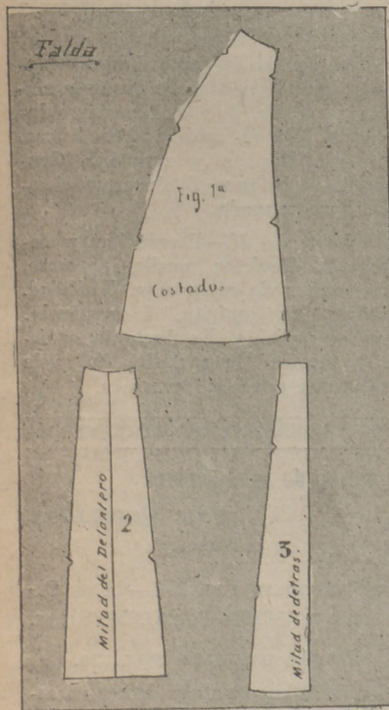 Falda
Fig. 1ª
Costado.
Mitad del Delantero
2
3
Mitad de detras.